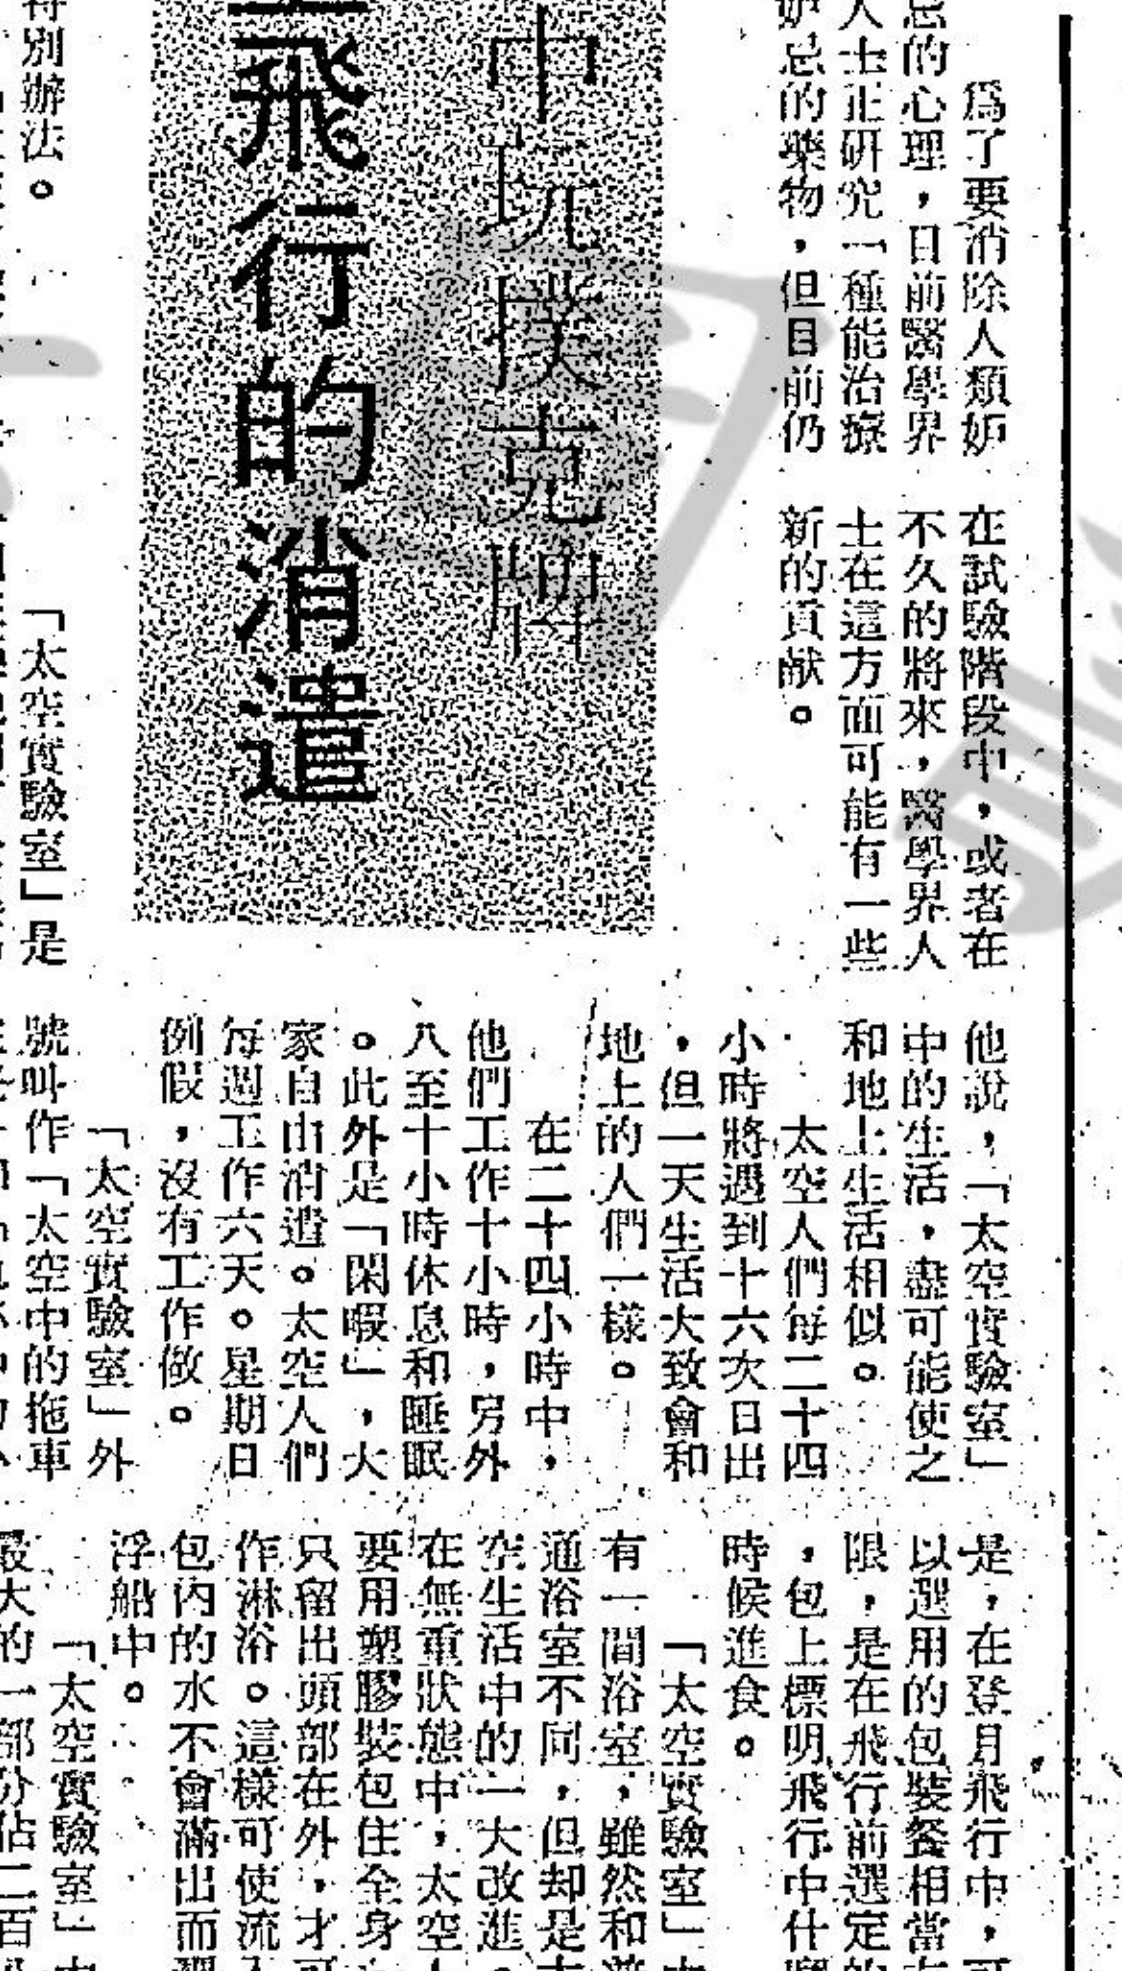 為了要消除人類妒
忌的心理，日前醫學界
人士正研究一種能治療
妒忌的藥物，但目前仍
在試驗階段中，或者在
不久的將來，醫學界人
士在這方面可能有一些
新的貢献。
中玩撲克牌
飛行的消遣
特別辦法。
「太空實驗室」是
他說，「太空實驗室」
中的生活，盡可能使之
和地上生活相似。
太空人們每二十四
小時將遇到十六次日出
，但一天生活大致會和
地上的人們一樣。
在二十四小時中，
他們工作十小時，另外
八至十小時休息和睡眠
。此外是「閑暇」，大
家自由消遣。太空人們
每週工作六天。星期日
例假，沒有工作做。
「太空實驗室」外
號叫作「太空中的拖車
是，在登月飛行中，可
以選用的包裝餐相當有
限，是在飛行前選定的
，包上標明飛行中什麼
時候進食。
「太空實驗室」中
有一間浴室，雖然和普
通浴室不同，但却是太
空生活中的一大改進。
在無重狀態中，太空人
要用塑膠裝包住全身，
只留出頭部在外，才可
作淋浴。這樣可使流入
包內的水不會滿出而
浮船中。
「太空實驗室」中
最大的一部分佔二百八